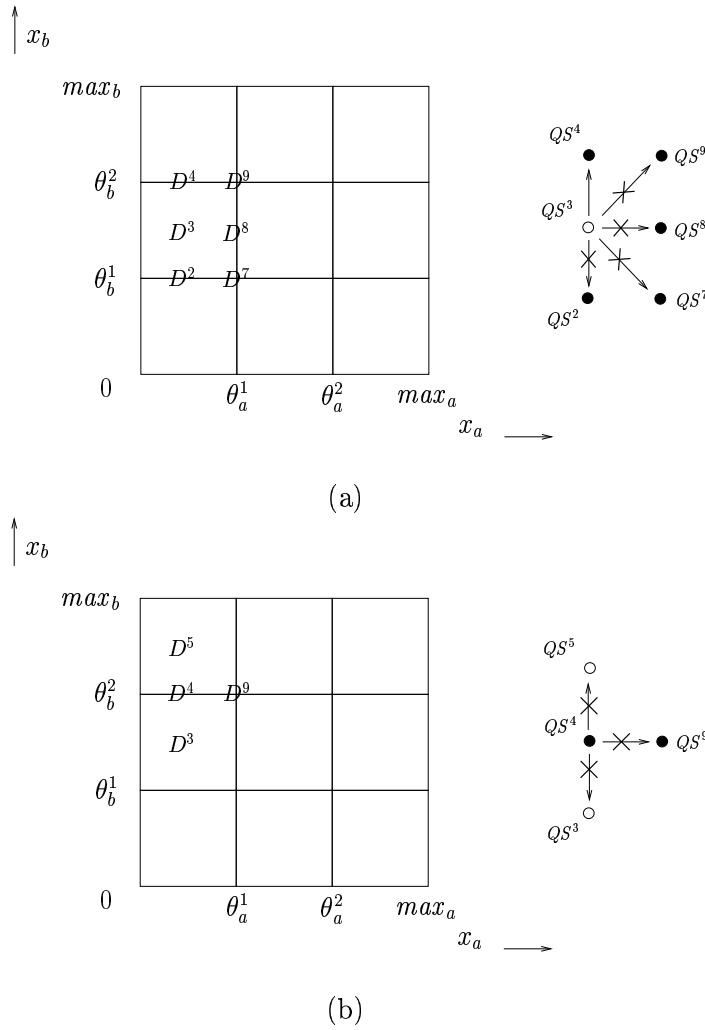 x_b
max_b
QS^4
QS^9
θ_b^2
D^4 D^9
QS^3
D^3 D^8
QS^8
θ_b^1
D^2 D^7
QS^7
QS^2
0
θ_a^1 θ_a^2 max_a
x_a
(a)
x_b
max_b
D^5
QS^5
θ_b^2
D^4 D^9
QS^4
D^3
QS^9
θ_b^1
QS^3
0
θ_a^1 θ_a^2 max_a
x_a
(b)